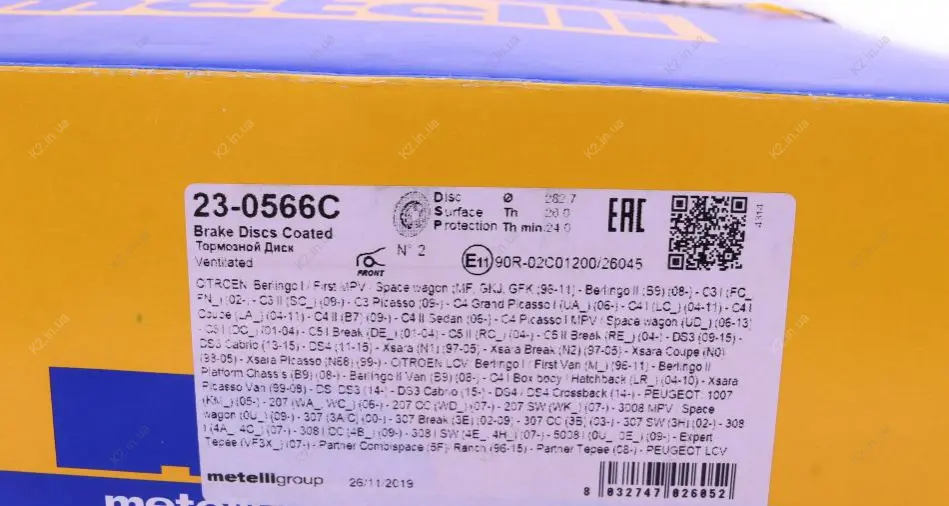 23-0566C
Brake Discs Coated
Тормозной Диск
Ventilated
Disc Ø 282.7
Surface Th 26.0
Protection Th min. 24.0
N° 2
FRONT
EAC
4314
E11 90R-02C01200/26045
CITROEN Berlingo I / First MPV / Space wagon (MF, GKJ, GFK (96-11) - Berlingo II (B9) (08-) - C3 I (FC_
FN_) (02-) - C3 II (SC_) (09-) - C3 Picasso (09-) - C4 Grand Picasso I (UA_) (06-) - C4 I (LC_) (04-11) - C4 I
Coupe (LA_) (04-11) - C4 II (B7) (09-) - C4 II Sedan (06-) - C4 Picasso I MPV / Space wagon (UD_) (06-13)
- C5 I (DC_) (01-04) - C5 I Break (DE_) (01-04) - C5 II (RC_) (04-) - C5 II Break (RE_) (04-) - DS3 (09-15) -
DS3 Cabrio (13-15) - DS4 (11-15) - Xsara (N1) (97-05) - Xsara Break (N2) (97-05) - Xsara Coupe (N0)
(98-05) - Xsara Picasso (N68) (99-) - CITROEN LCV Berlingo I / First Van (M_) (96-11) - Berlingo II
Platform Chassis (B9) (08-) - Berlingo II Van (B9) (08-) - C4 I Box body / Hatchback (LR_) (04-10) - Xsara
Picasso Van (99-09) - DS DS3 (14-) - DS3 Cabrio (15-) - DS4 / DS4 Crossback (14-) - PEUGEOT: 1007
(KM_) (05-) - 207 (WA_ WC_) (06-) - 207 CC (WD_) (07-) - 207 SW (WK_) (07-) - 3008 MPV / Space
wagon (0U_) (09-) - 307 (3A/C) (00-) - 307 Break (3E) (02-09) - 307 CC (3B) (03-) - 307 SW (3H) (02-) - 308
I (4A_ 4C_) (07-) - 308 I CC (4B_) (09-) - 308 I SW (4E_ 4H_) (07-) - 5008 I (0U_ 0E_) (09-) - Expert
Tepee (VF3X_) (07-) - Partner Combispace (5F) Ranch (96-15) - Partner Tepee (08-) - PEUGEOT LCV
metelligroup 26/11/2019
8 032747 026052
K2.in.ua